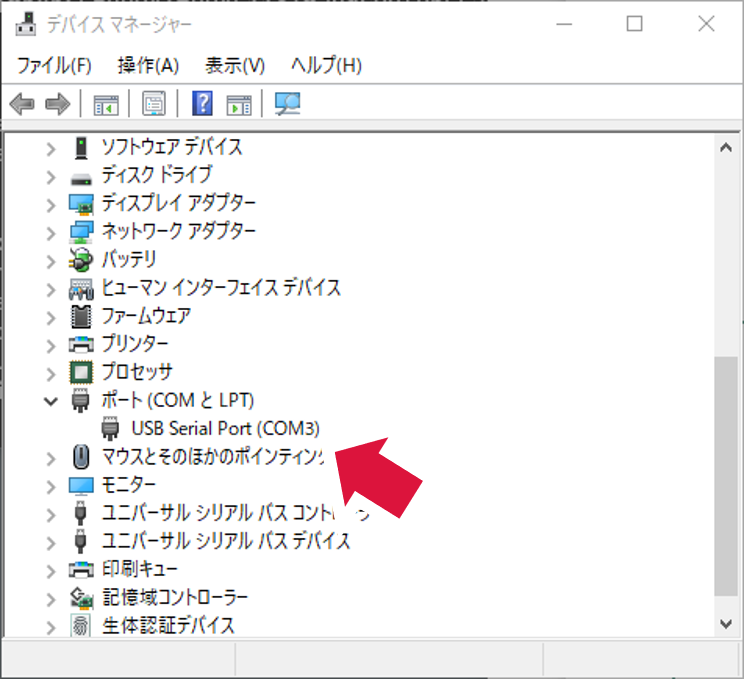 デバイス マネージャー
ファイル(F) 操作(A) 表示(V) ヘルプ(H)
ソフトウェア デバイス
ディスク ドライブ
ディスプレイ アダプター
ネットワーク アダプター
バッテリ
ヒューマン インターフェイス デバイス
ファームウェア
プリンター
プロセッサ
ポート (COM と LPT)
USB Serial Port (COM3)
マウスとそのほかのポインティング
モニター
ユニバーサル シリアル バス
ユニバーサル シリアル バス デバイス
印刷キュー
記憶域コントローラー
生体認証デバイス